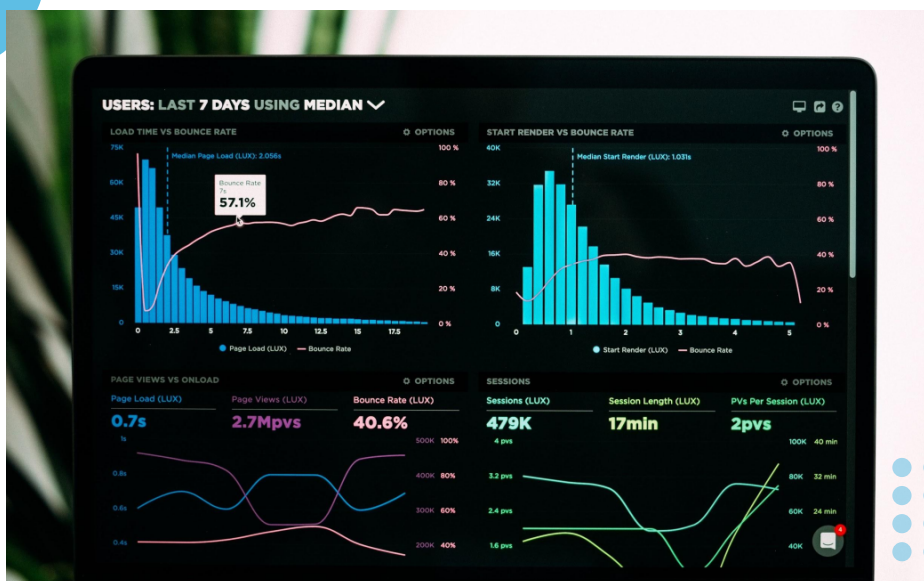 USERS: LAST 7 DAYS USING MEDIAN
LOAD TIME VS BOUNCE RATE
OPTIONS
75K
100 %
Median Page Load (LUX): 2.056s
60K
80 %
Bounce Rate
7s
57.1%
45K
60 %
30K
40 %
15K
20 %
0
0 %
0 2.5 5 7.5 10 12.5 15 17.5
Page Load (LUX) Bounce Rate
START RENDER VS BOUNCE RATE
OPTIONS
40K
100 %
Median Start Render (LUX): 1.031s
32K
80 %
24K
60 %
16K
40 %
8K
20 %
0
0 %
0 1 2 3 4 5
Start Render (LUX) Bounce Rate
PAGE VIEWS VS ONLOAD
OPTIONS
Page Load (LUX) Page Views (LUX) Bounce Rate (LUX)
0.7s 2.7Mpvs 40.6%
1s
500K 100%
0.8s
400K 80%
0.6s
300K 60%
0.4s
200K 40%
SESSIONS
OPTIONS
Sessions (LUX) Session Length (LUX) PVs Per Session (LUX)
479K 17min 2pvs
4 pvs
100K 40 min
3.2 pvs
80K 32 min
2.4 pvs
60K 24 min
1.6 pvs
40K
4